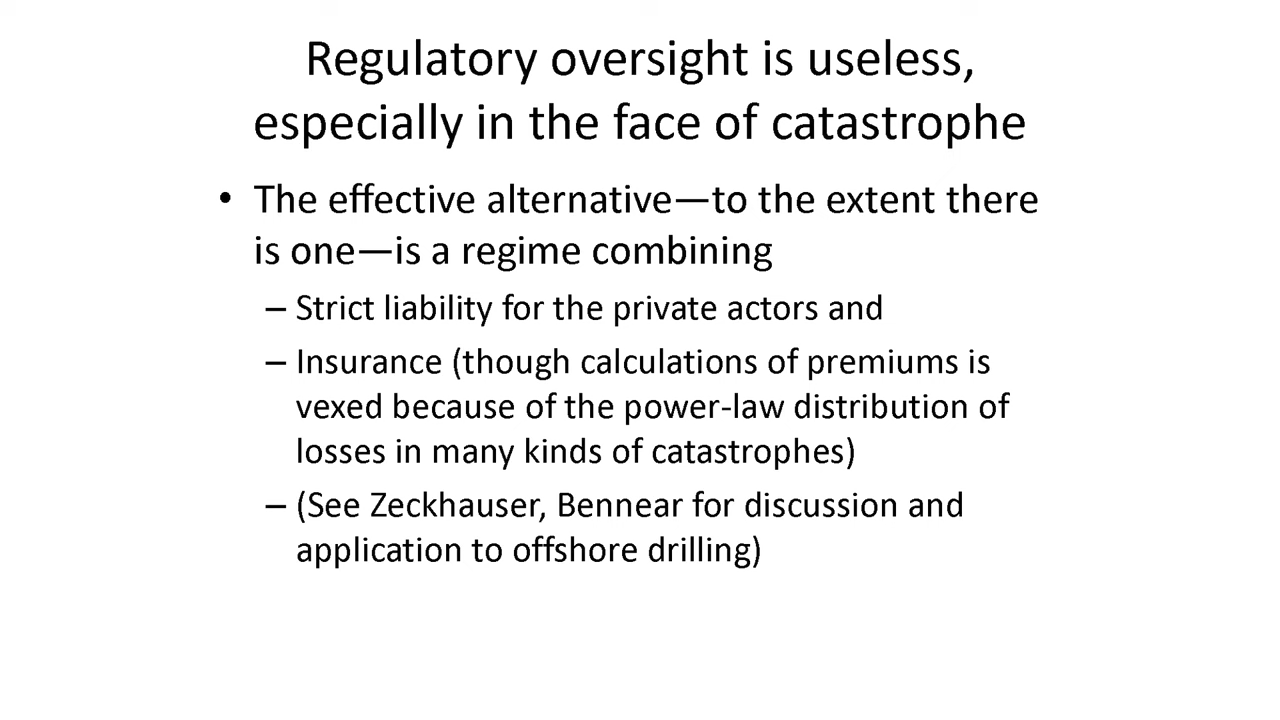 Regulatory oversight is useless,
especially in the face of catastrophe
• The effective alternative—to the extent there
is one—is a regime combining
– Strict liability for the private actors and
– Insurance (though calculations of premiums is
vexed because of the power-law distribution of
losses in many kinds of catastrophes)
– (See Zeckhauser, Bennear for discussion and
application to offshore drilling)